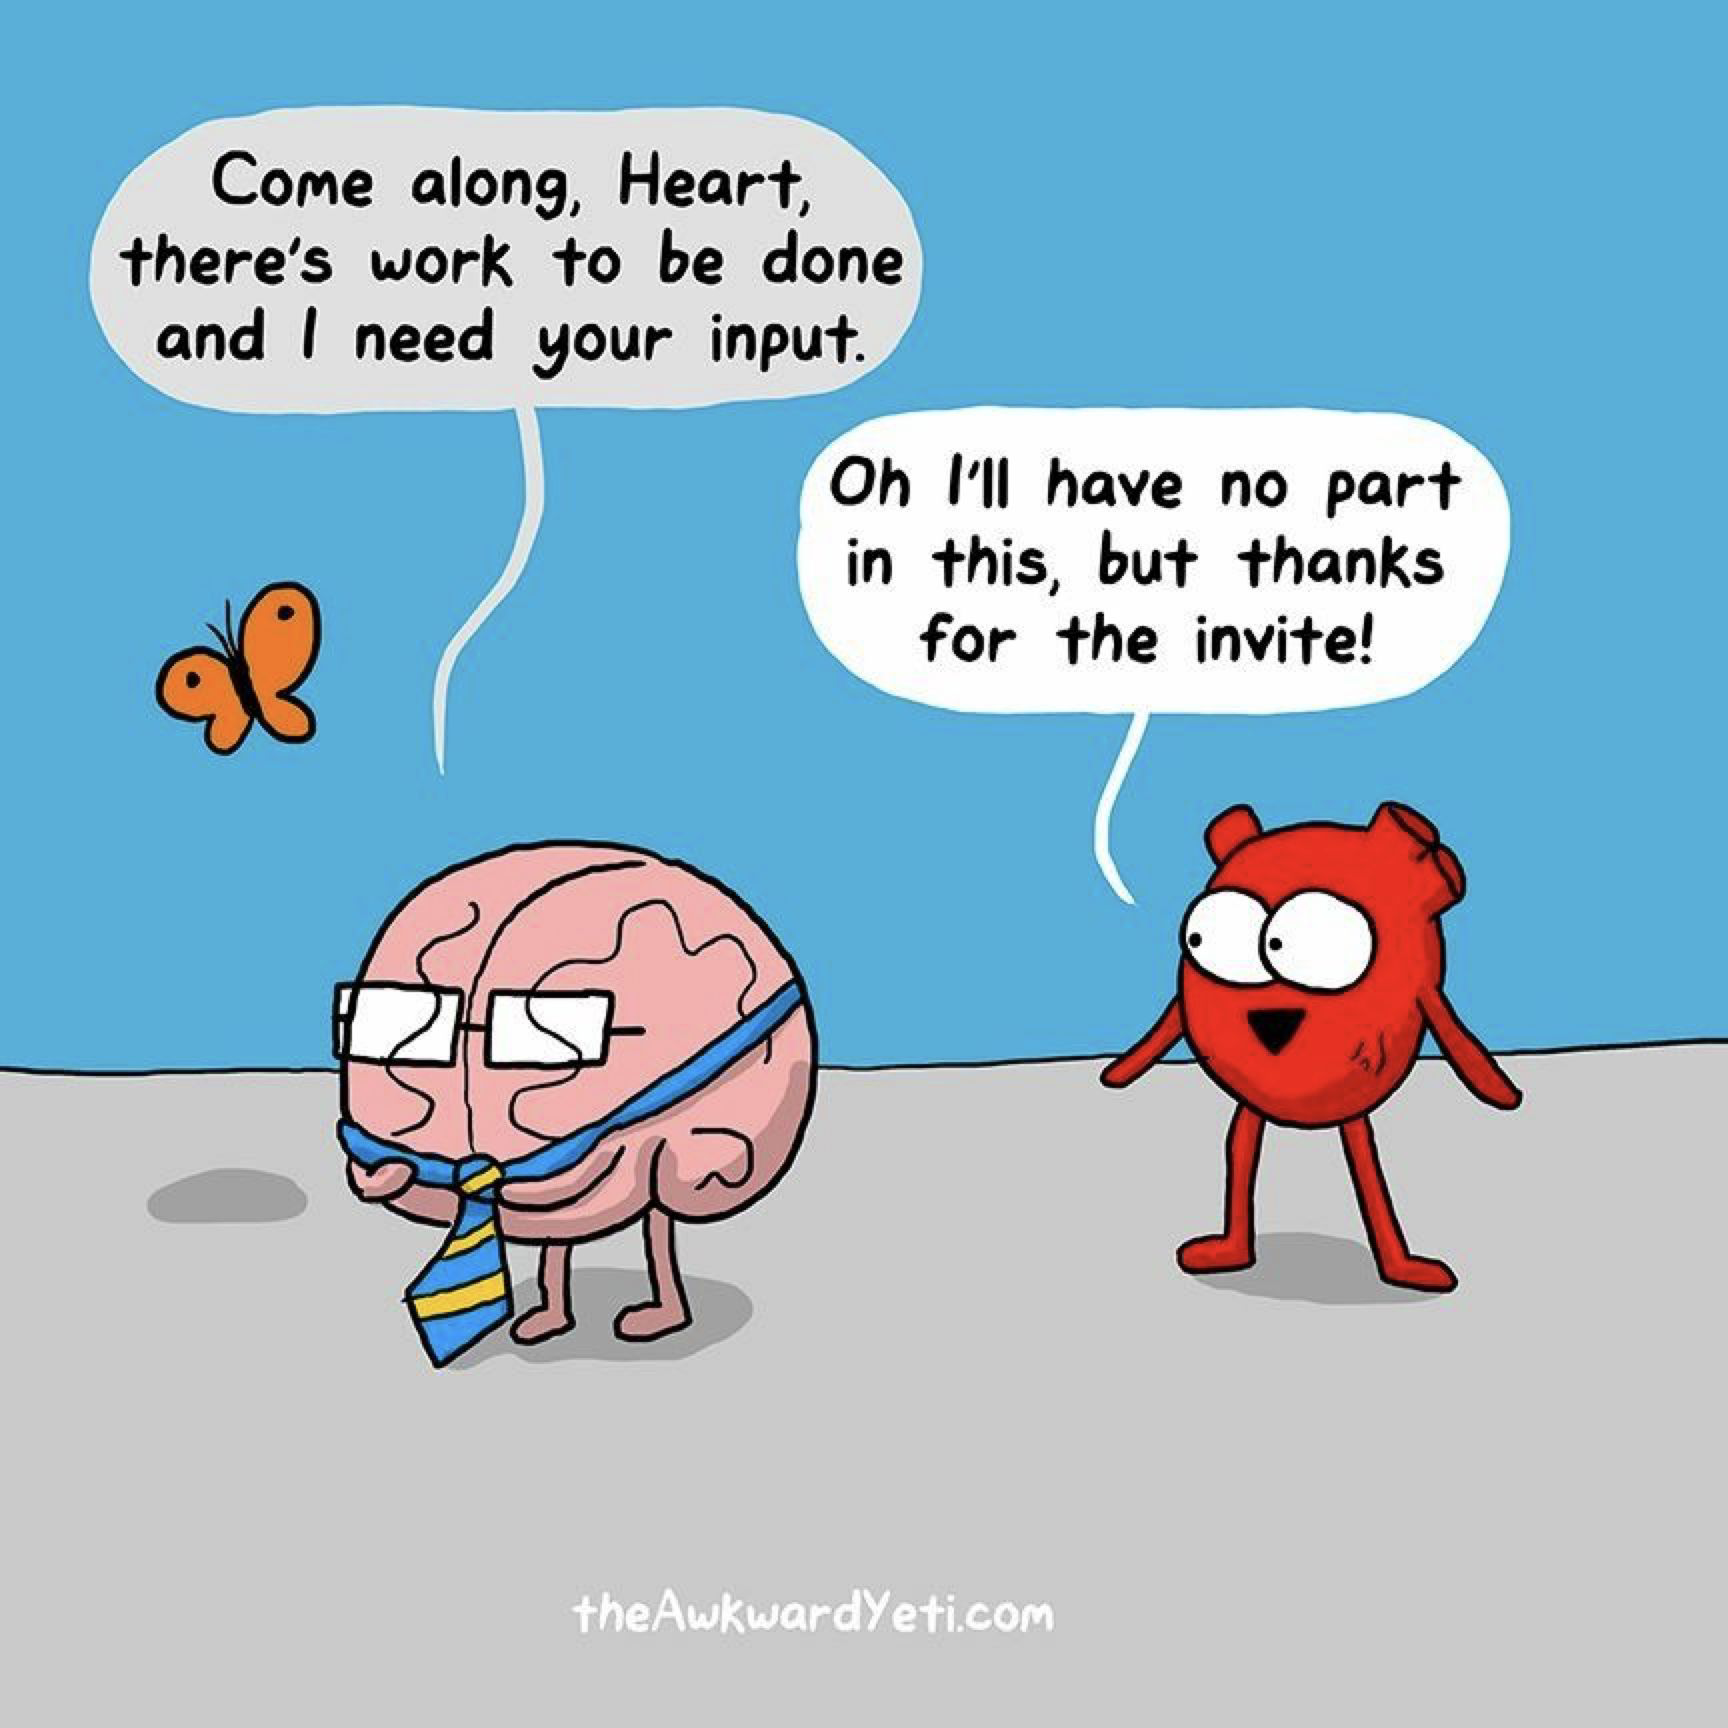 Come along, Heart,
there's work to be done
and I need your input.
Oh I'll have no part
in this, but thanks
for the invite!
theAwkwardYeti.com